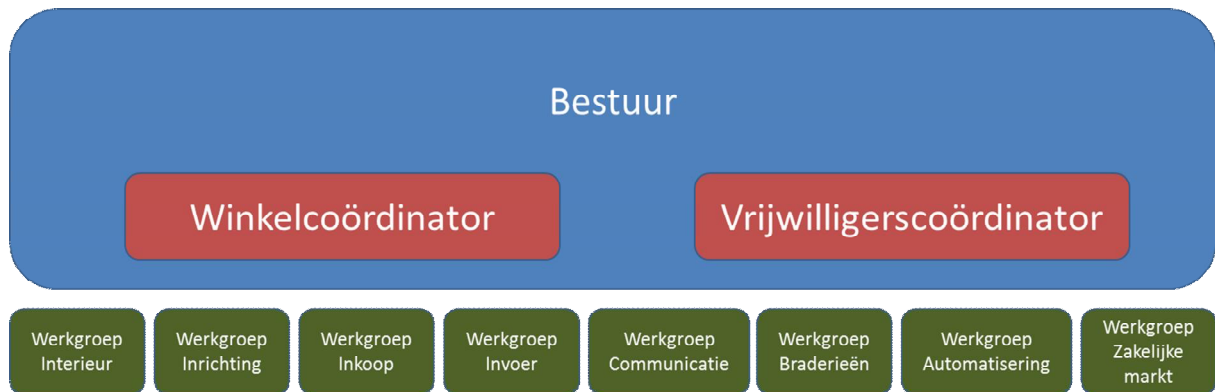 Bestuur
Winkelcoördinator
Vrijwilligerscoördinator
Werkgroep
Interieur
Werkgroep
Inrichting
Werkgroep
Inkoop
Werkgroep
Invoer
Werkgroep
Communicatie
Werkgroep
Braderieën
Werkgroep
Automatisering
Werkgroep
Zakelijke
markt